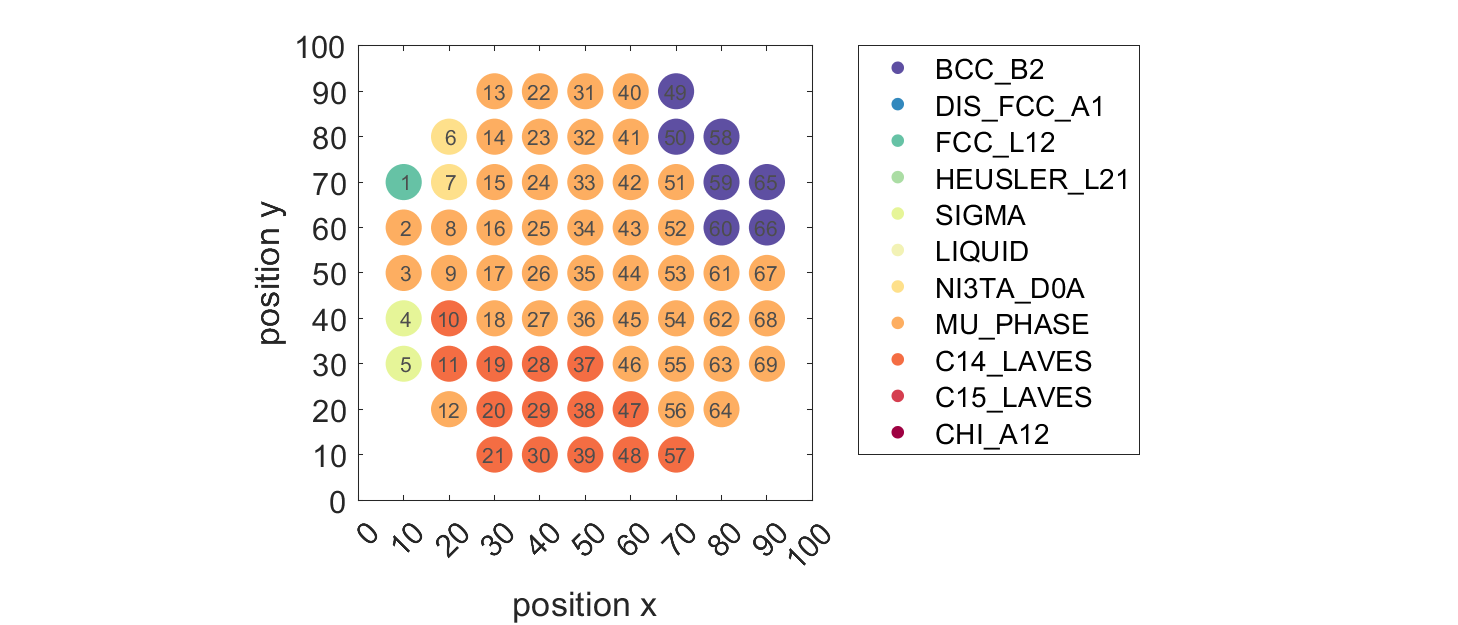 100
90 13 22 31 40 49
80 6 14 23 32 41 50 58
70 1 7 15 24 33 42 51 59 65
60 2 8 16 25 34 43 52 60 66
50 3 9 17 26 35 44 53 61 67
40 4 10 18 27 36 45 54 62 68
30 5 11 19 28 37 46 55 63 69
20 12 20 29 38 47 56 64
10 21 30 39 48 57
0
0 10 20 30 40 50 60 70 80 90 100
position x
position y
BCC_B2
DIS_FCC_A1
FCC_L12
HEUSLER_L21
SIGMA
LIQUID
NI3TA_D0A
MU_PHASE
C14_LAVES
C15_LAVES
CHI_A12